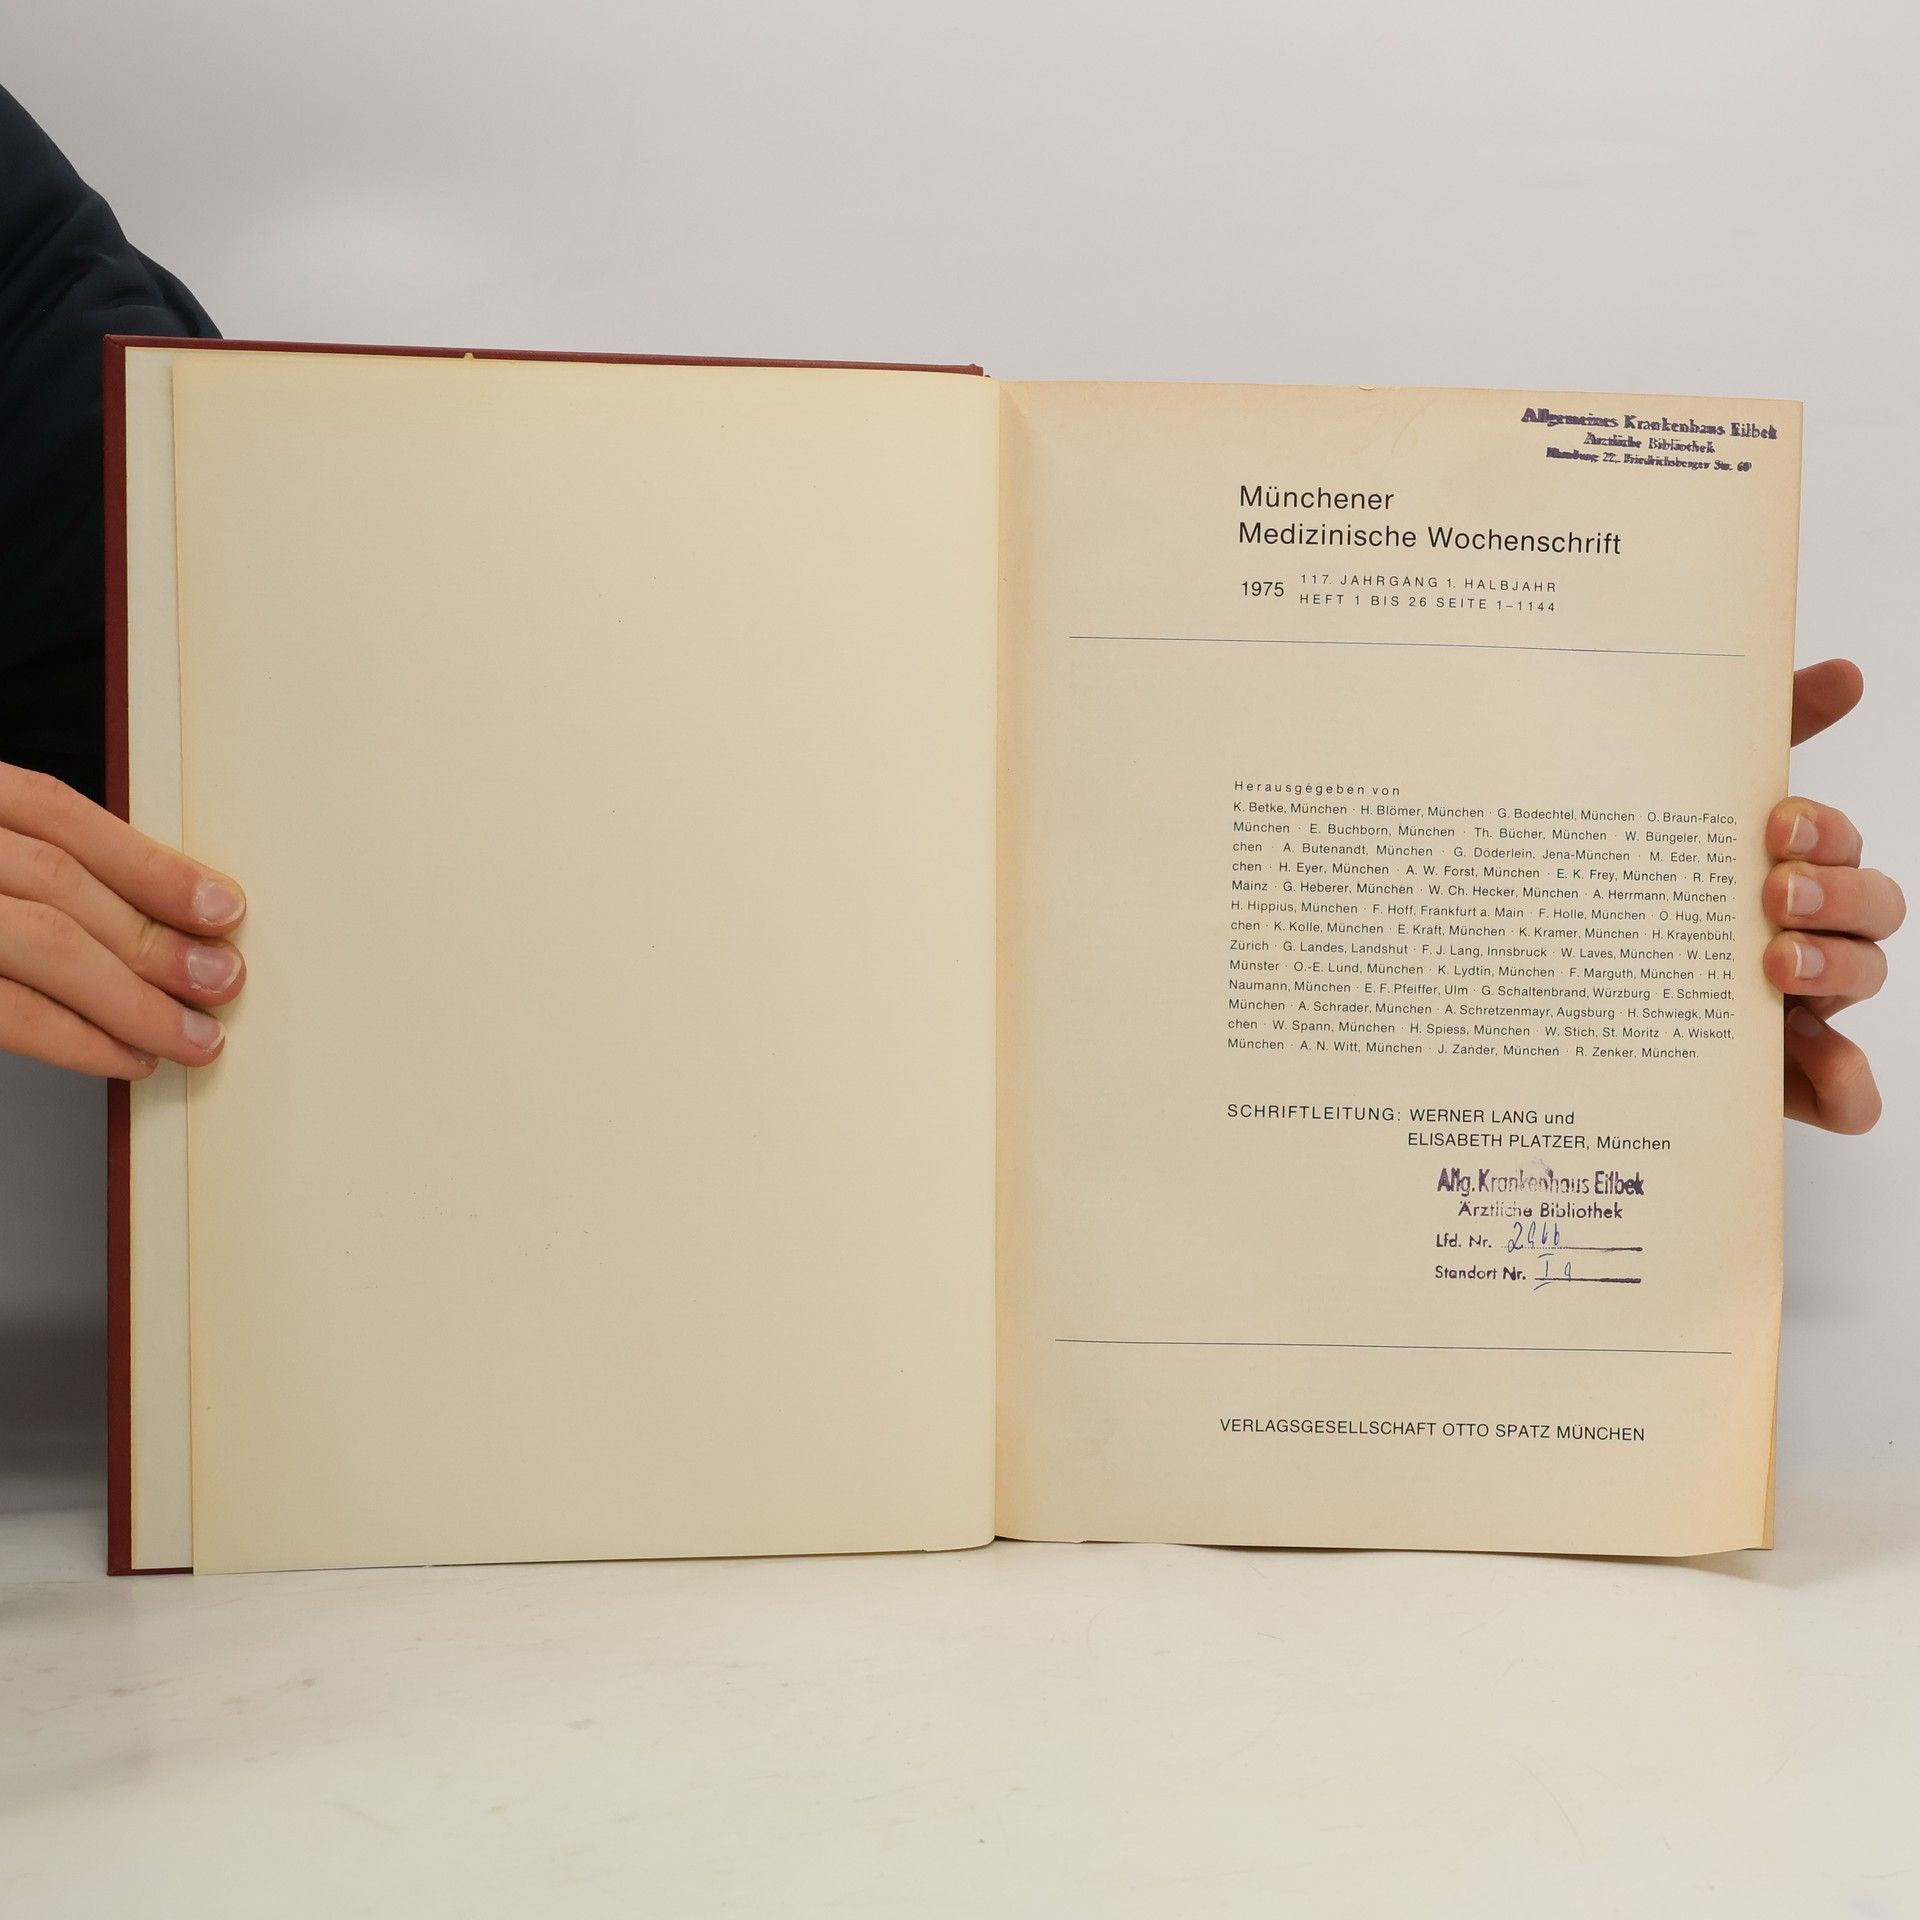 Allgemeines Krankenhaus Eilbek
Ärztliche Bibliothek
Hamburg 22, Friedrichsberger Str. 60
Münchener
Medizinische Wochenschrift
1975 117. JAHRGANG 1. HALBJAHR
HEFT 1 BIS 26 SEITE 1–1144
Herausgegeben von
K. Betke, München · H. Blömer, München · G. Bodechtel, München · O. Braun-Falco,
München · E. Buchborn, München · Th. Bücher, München · W. Büngeler, Mün-
chen · A. Butenandt, München · G. Döderlein, Jena-München · M. Eder, Mün-
chen · H. Eyer, München · A. W. Forst, München · E. K. Frey, München · R. Frey,
Mainz · G. Heberer, München · W. Ch. Hecker, München · A. Herrmann, München ·
H. Hippius, München · F. Hoff, Frankfurt a. Main · F. Holle, München · O. Hug, Mün-
chen · K. Kolle, München · E. Kraft, München · K. Kramer, München · H. Krayenbühl,
Zürich · G. Landes, Landshut · F. J. Lang, Innsbruck · W. Laves, München · W. Lenz,
Münster · O.-E. Lund, München · K. Lydtin, München · F. Marguth, München · H. H.
Naumann, München · E. F. Pfeiffer, Ulm · G. Schaltenbrand, Würzburg · E. Schmiedt,
München · A. Schrader, München · A. Schretzenmayr, Augsburg · H. Schwiegk, Mün-
chen · W. Spann, München · H. Spiess, München · W. Stich, St. Moritz · A. Wiskott,
München · A. N. Witt, München · J. Zander, München · R. Zenker, München.
SCHRIFTLEITUNG: WERNER LANG und
ELISABETH PLATZER, München
Allg. Krankenhaus Eilbek
Ärztliche Bibliothek
Lfd. Nr.
Standort Nr.
VERLAGSGESELLSCHAFT OTTO SPATZ MÜNCHEN